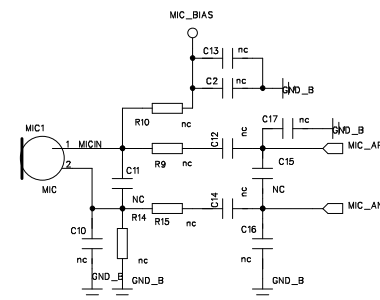 MIC_BIAS
C13 nc
C2 nc
GND_B
R10 nc
C17 nc
GND_B
MIC1
1 MICIN
2
MIC
R9 nc
C12 nc
MIC_AP
C11
NC
C15
NC
R14
R15 nc
C14 nc
MIC_AN
C10
nc
nc
C16
nc
GND_B
GND_B
GND_B